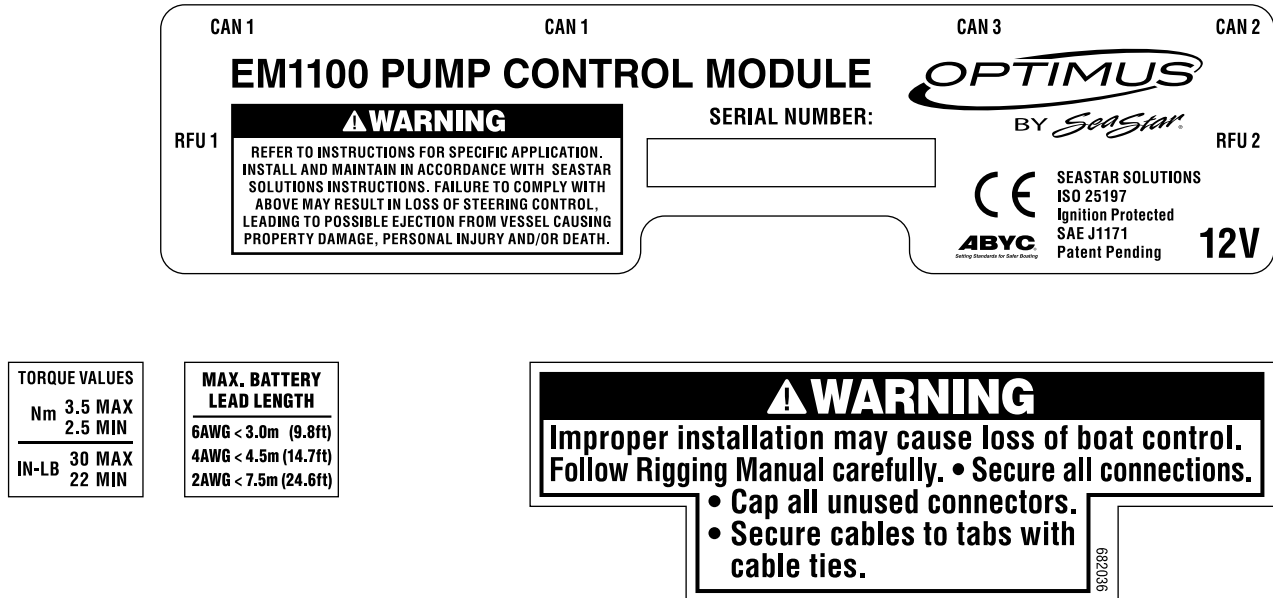 CAN 1 CAN 1 CAN 3 CAN 2
EM1100 PUMP CONTROL MODULE
OPTIMUS
BY SeaStar
RFU 1
WARNING
REFER TO INSTRUCTIONS FOR SPECIFIC APPLICATION.
INSTALL AND MAINTAIN IN ACCORDANCE WITH SEASTAR
SOLUTIONS INSTRUCTIONS. FAILURE TO COMPLY WITH
ABOVE MAY RESULT IN LOSS OF STEERING CONTROL,
LEADING TO POSSIBLE EJECTION FROM VESSEL CAUSING
PROPERTY DAMAGE, PERSONAL INJURY AND/OR DEATH.
SERIAL NUMBER:
RFU 2
CE
ABYC
Setting Standards for Safer Boating
SEASTAR SOLUTIONS
ISO 25197
Ignition Protected
SAE J1171
Patent Pending
12V
TORQUE VALUES
Nm 3.5 MAX
2.5 MIN
IN-LB 30 MAX
22 MIN
MAX. BATTERY
LEAD LENGTH
6AWG < 3.0m (9.8ft)
4AWG < 4.5m (14.7ft)
2AWG < 7.5m (24.6ft)
WARNING
Improper installation may cause loss of boat control.
Follow Rigging Manual carefully. • Secure all connections.
• Cap all unused connectors.
• Secure cables to tabs with
cable ties.
682036